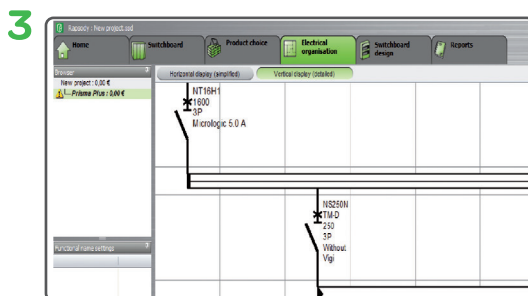 3
Rapsody : New project.ssd
Home
Switchboard
Product choice
Electrical
organisation
Switchboard
design
Reports
Browser ?
New project : 0,00 €
Prisma Plus : 0,00 €
Horizontal display (simplified)
Vertical display (detailed)
NT16H1
1600
3P
Micrologic 5.0 A
NS250N
TM-D
250
3P
Without
Vigi
Functional name settings ?